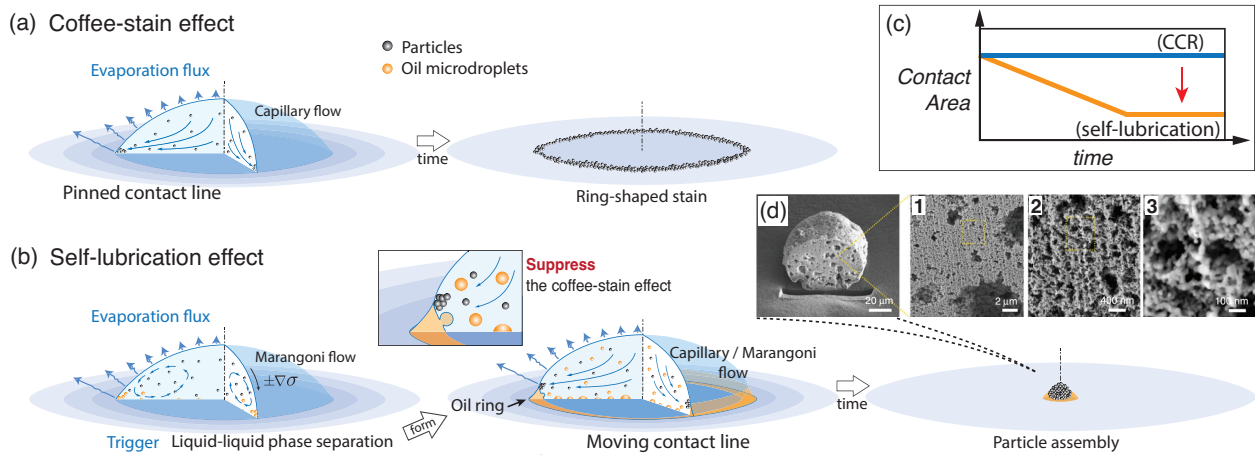 (a) Coffee-stain effect
Particles
Oil microdroplets
Evaporation flux
Capillary flow
time
Pinned contact line
Ring-shaped stain
(c)
Contact
Area
(CCR)
(self-lubrication)
time
(b) Self-lubrication effect
Suppress
the coffee-stain effect
Evaporation flux
Marangoni flow
±∇σ
Trigger Liquid-liquid phase separation
form
Oil ring
Capillary / Marangoni
flow
Moving contact line
time
Particle assembly
(d)
20 μm
1
2 μm
2
400 nm
3
100 nm